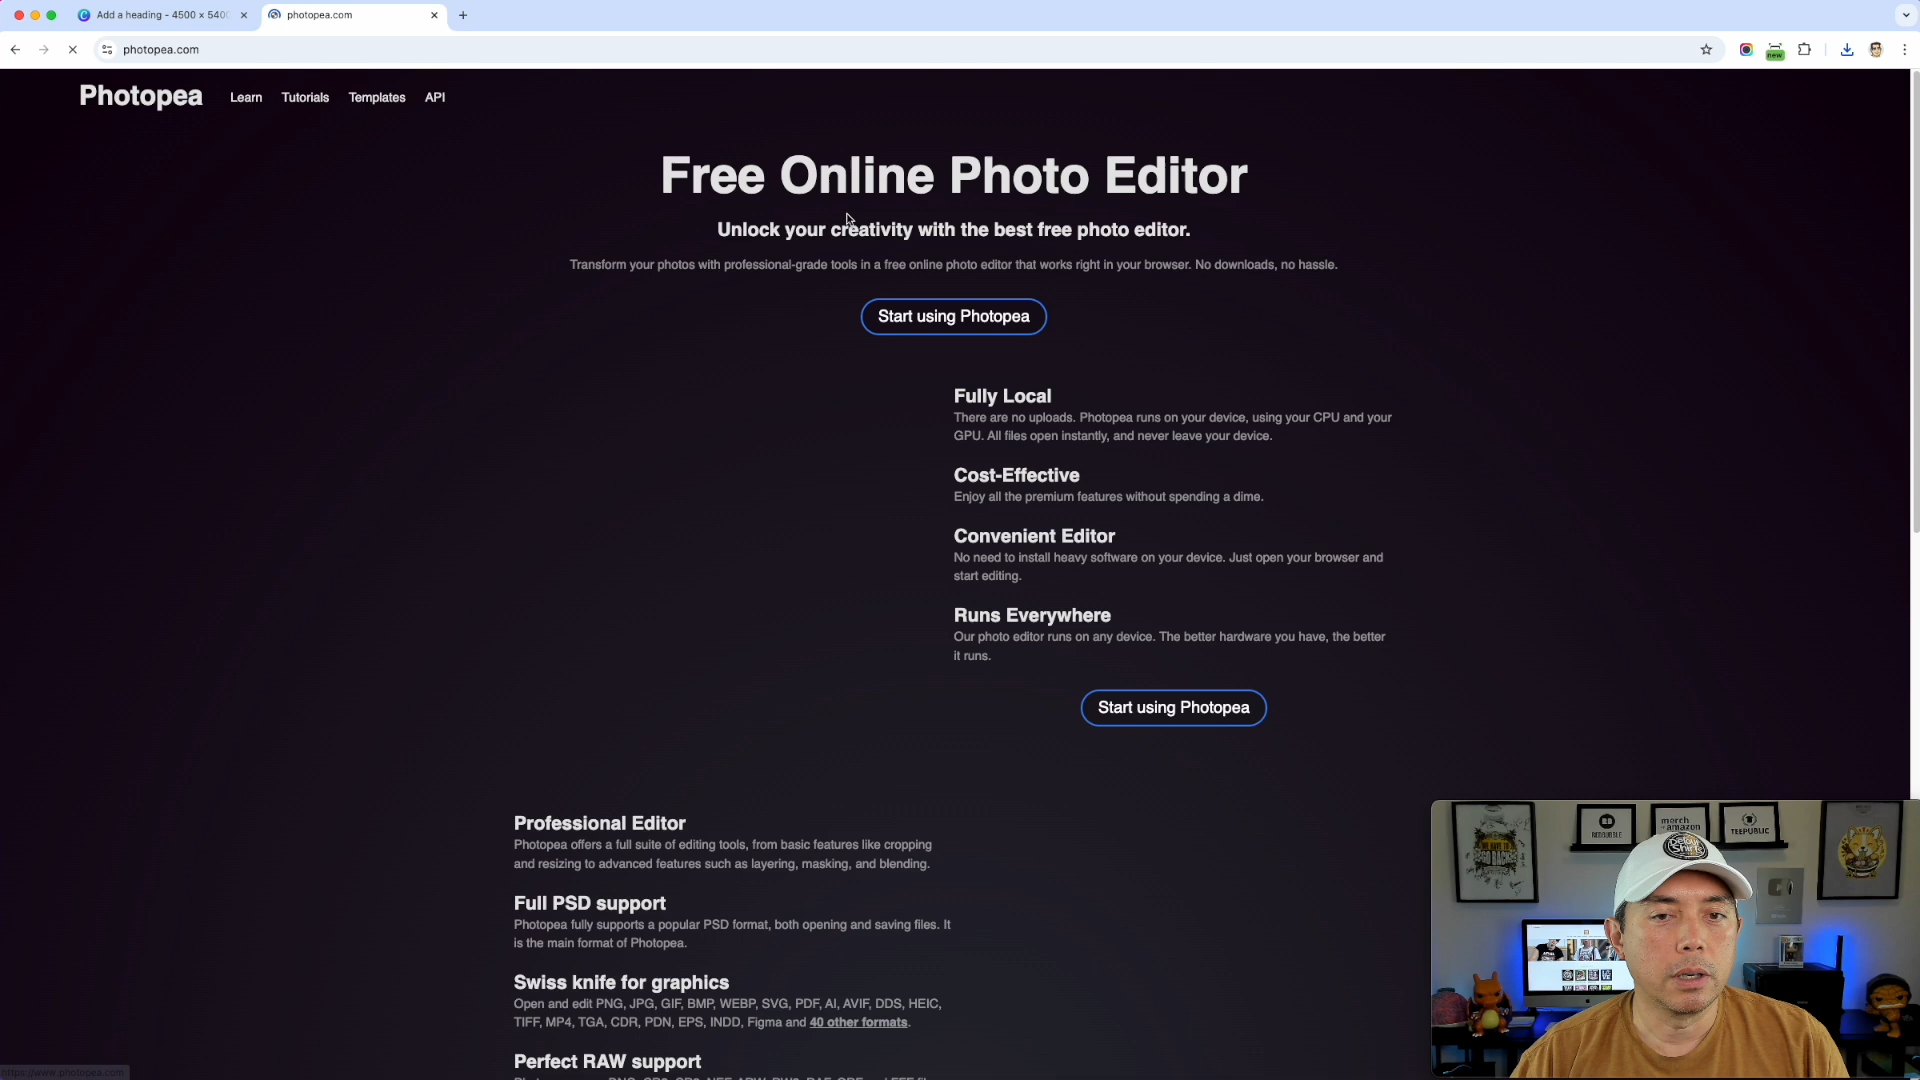 Add a heading - 4500 x 540
photopea.com
photopea.com
new
Photopea
Learn
Tutorials
Templates
API
Free Online Photo Editor
Unlock your creativity with the best free photo editor.
Transform your photos with professional-grade tools in a free online photo editor that works right in your browser. No downloads, no hassle.
Start using Photopea
Fully Local
There are no uploads. Photopea runs on your device, using your CPU and your
GPU. All files open instantly, and never leave your device.
Cost-Effective
Enjoy all the premium features without spending a dime.
Convenient Editor
No need to install heavy software on your device. Just open your browser and
start editing.
Runs Everywhere
Our photo editor runs on any device. The better hardware you have, the better
it runs.
Start using Photopea
Professional Editor
Photopea offers a full suite of editing tools, from basic features like cropping
and resizing to advanced features such as layering, masking, and blending.
Full PSD support
Photopea fully supports a popular PSD format, both opening and saving files. It
is the main format of Photopea.
Swiss knife for graphics
Open and edit PNG, JPG, GIF, BMP, WEBP, SVG, PDF, AI, AVIF, DDS, HEIC,
TIFF, MP4, TGA, CDR, PDN, EPS, INDD, Figma and 40 other formats.
Perfect RAW support
https://www.photopea.com
REDBUBBLE
merch
amazon
TEEPUBLIC
Detour
Shirts